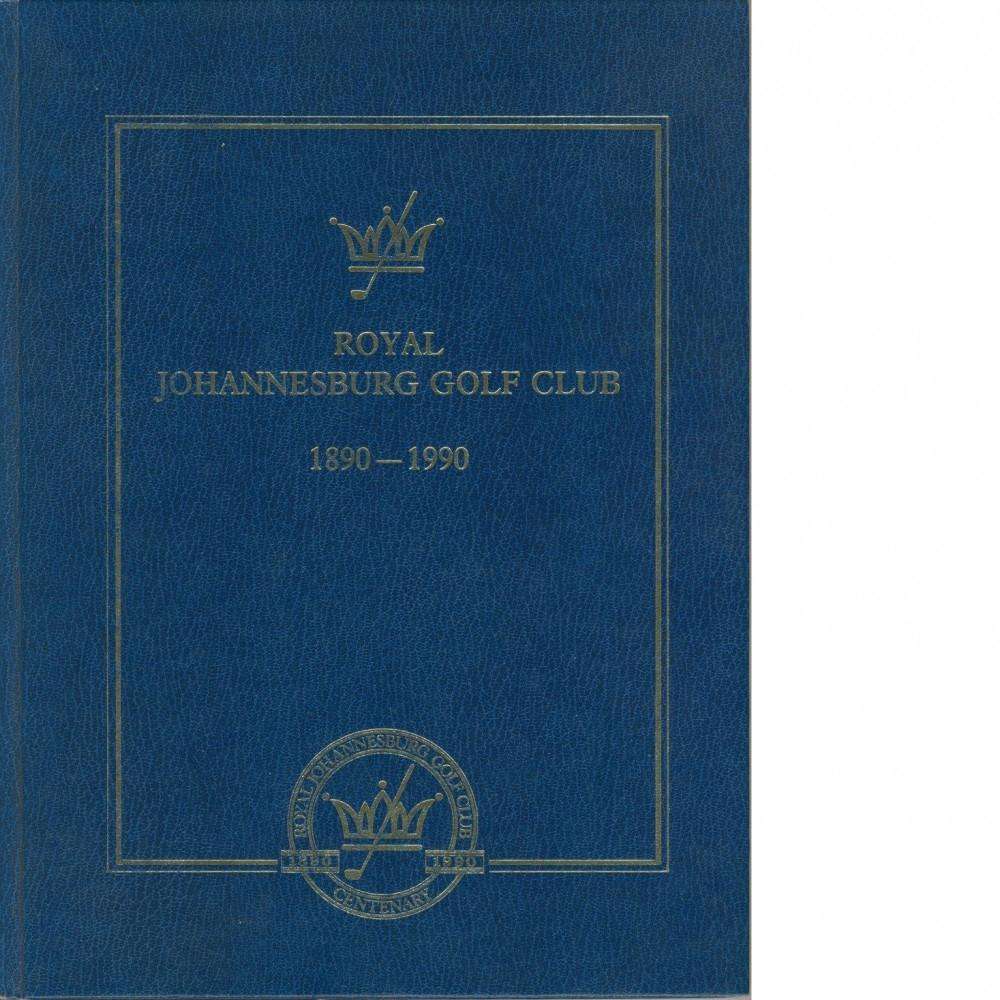 ROYAL
JOHANNESBURG GOLF CLUB
1890—1990
ROYAL JOHANNESBURG GOLF CLUB
1890 1990
CENTENARY